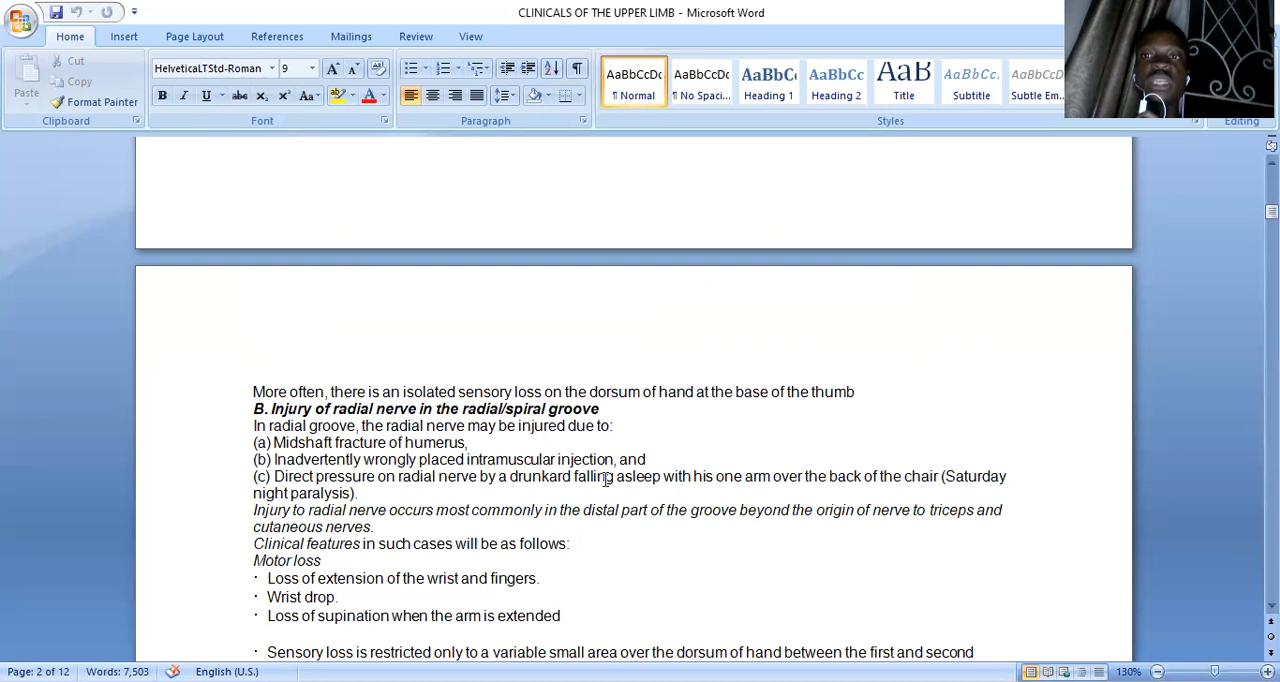 CLINICALS OF THE UPPER LIMB - Microsoft Word
Home Insert Page Layout References Mailings Review View
Paste
Cut
Copy
Format Painter
Clipboard
HelveticaLTStd-Roman 9
Font
Paragraph
AaBbCcDc AaBbCcDc AaBbC AaBbCc AaB AaBbCc. AaBbCcDc
¶ Normal ¶ No Spaci... Heading 1 Heading 2 Title Subtitle Subtle Em...
Styles
Editing
More often, there is an isolated sensory loss on the dorsum of hand at the base of the thumb
B. Injury of radial nerve in the radial/spiral groove
In radial groove, the radial nerve may be injured due to:
(a) Midshaft fracture of humerus,
(b) Inadvertently wrongly placed intramuscular injection, and
(c) Direct pressure on radial nerve by a drunkard falling asleep with his one arm over the back of the chair (Saturday
night paralysis).
Injury to radial nerve occurs most commonly in the distal part of the groove beyond the origin of nerve to triceps and
cutaneous nerves.
Clinical features in such cases will be as follows:
Motor loss
· Loss of extension of the wrist and fingers.
· Wrist drop.
· Loss of supination when the arm is extended
· Sensory loss is restricted only to a variable small area over the dorsum of hand between the first and second
Page: 2 of 12 Words: 7,503 English (U.S.) 130%